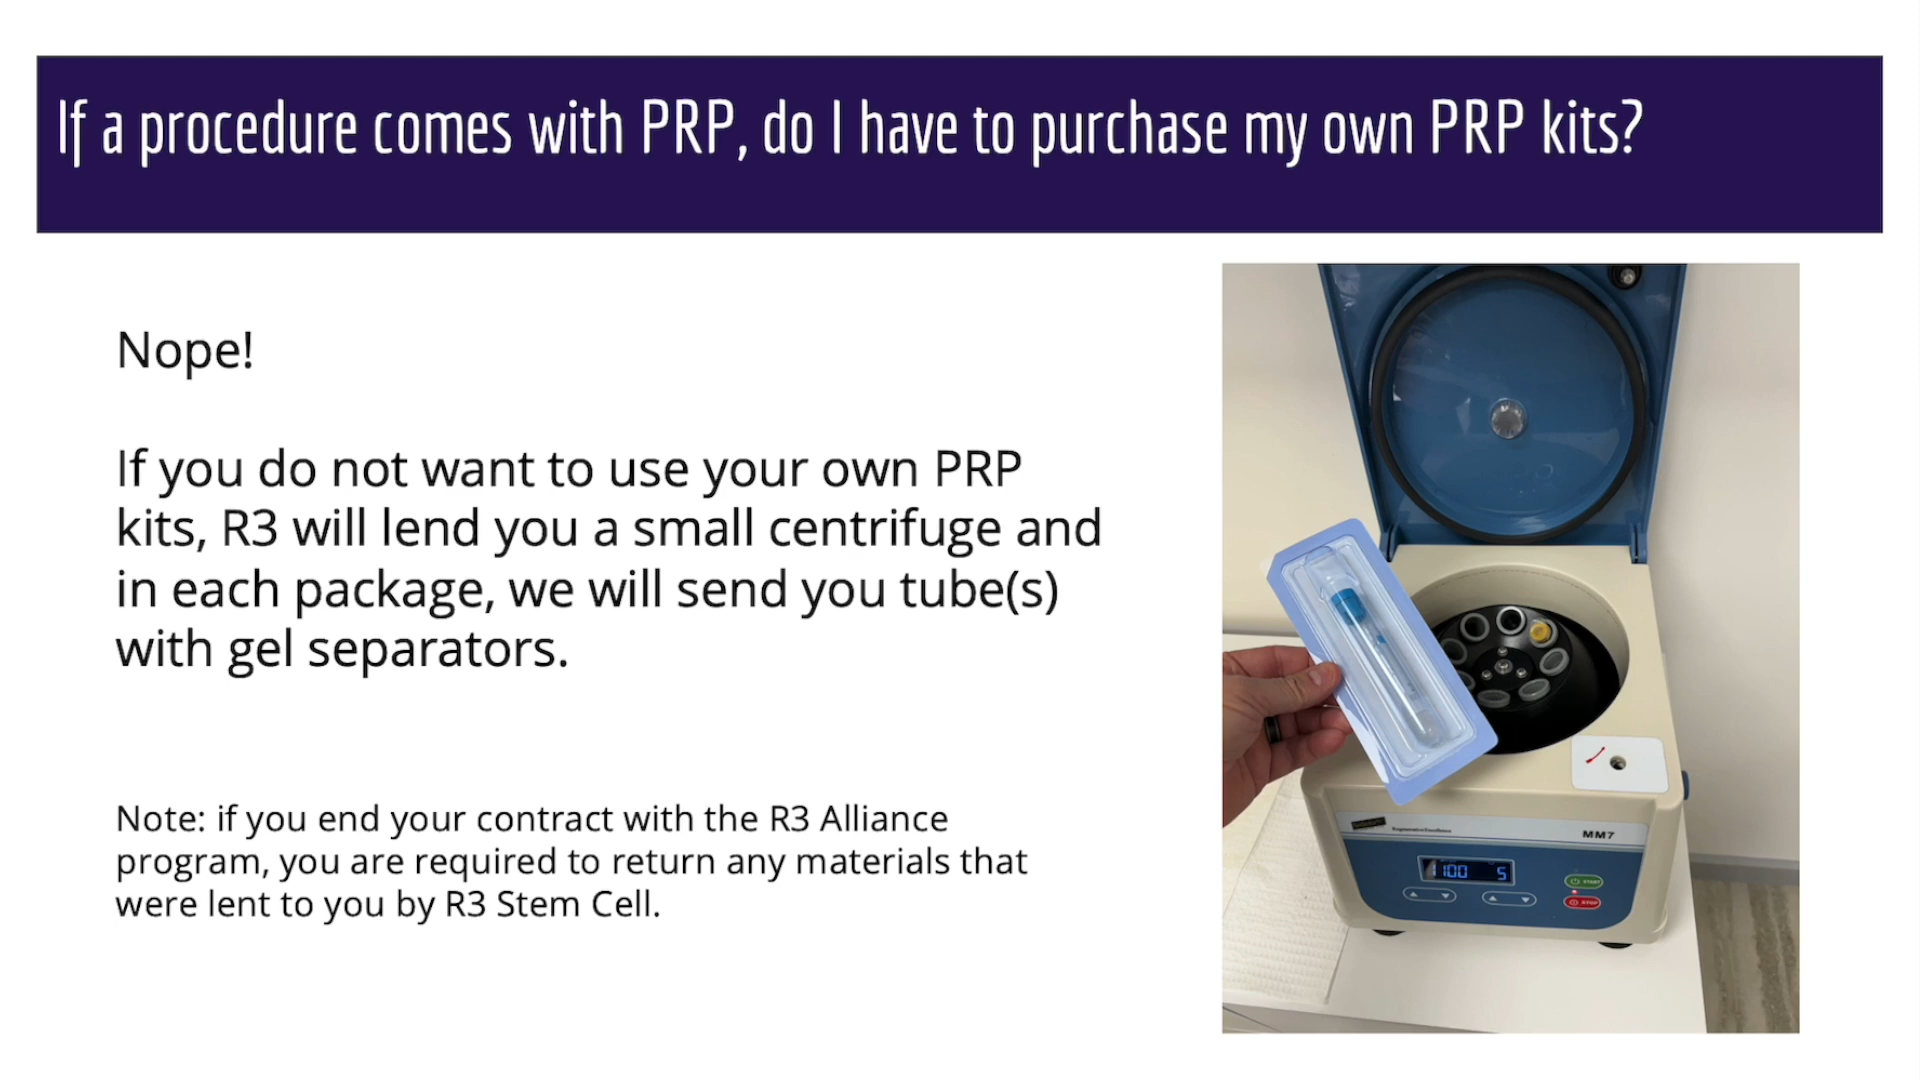 If a procedure comes with PRP, do I have to purchase my own PRP kits?
Nope!
If you do not want to use your own PRP
kits, R3 will lend you a small centrifuge and
in each package, we will send you tube(s)
with gel separators.
Note: if you end your contract with the R3 Alliance
program, you are required to return any materials that
were lent to you by R3 Stem Cell.
MM7
1100 5
START
STOP